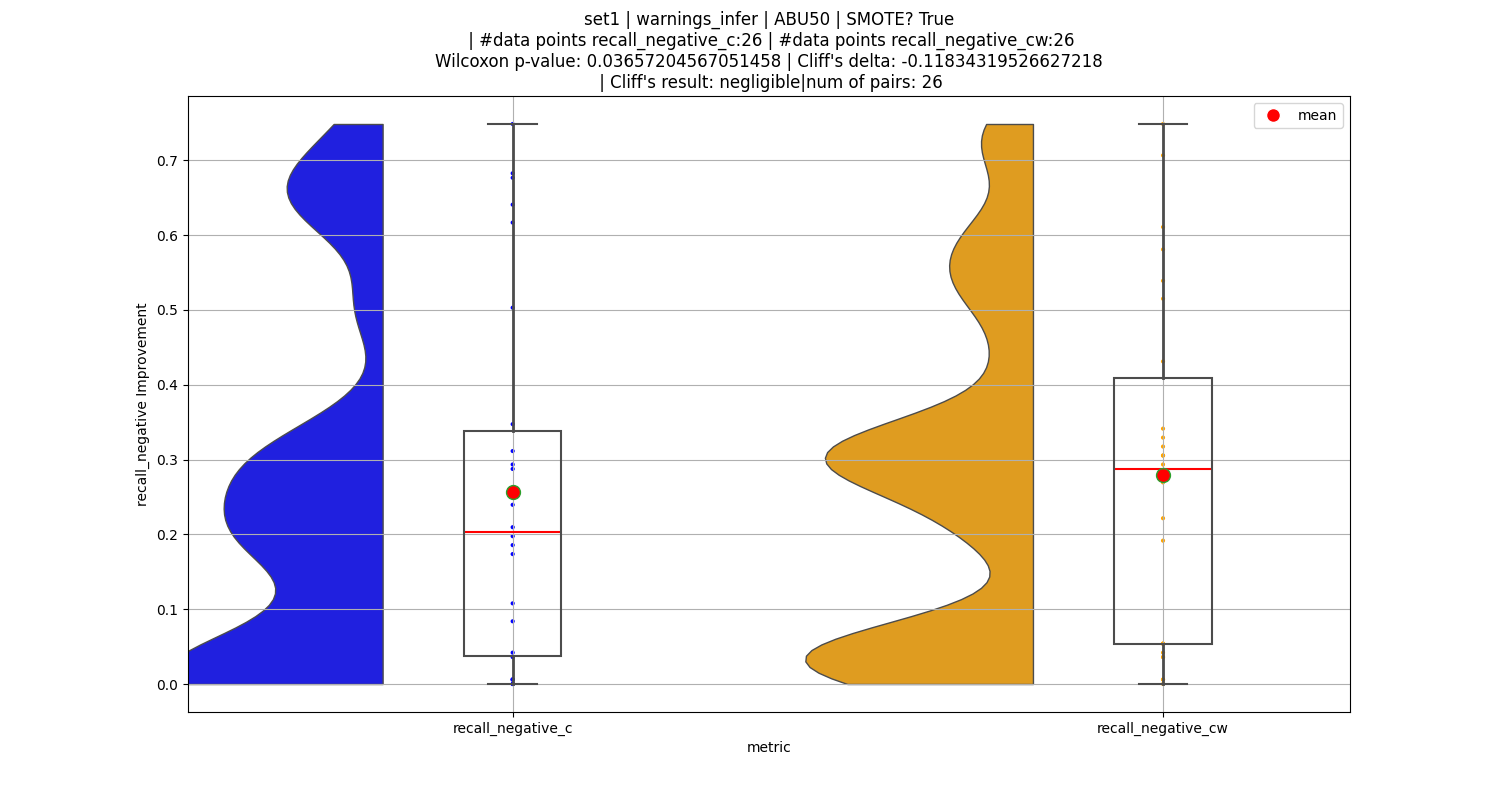 set1 | warnings_infer | ABU50 | SMOTE? True
| #data points recall_negative_c:26 | #data points recall_negative_cw:26
Wilcoxon p-value: 0.03657204567051458 | Cliff's delta: -0.11834319526627218
| Cliff's result: negligible|num of pairs: 26
mean
0.7
0.6
0.5
0.4
0.3
0.2
0.1
0.0
recall_negative Improvement
recall_negative_c
recall_negative_cw
metric